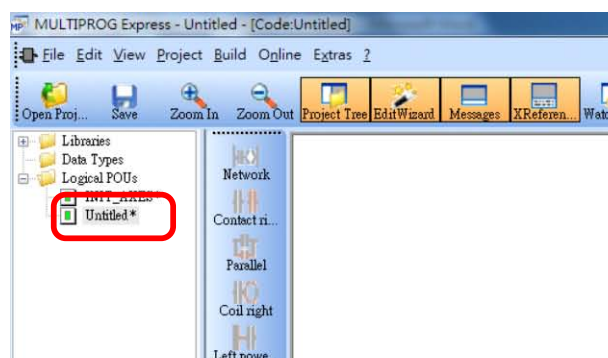 MULTIPROG Express - Untitled - [Code:Untitled]
File Edit View Project Build Online Extras ?
Open Proj... Save Zoom In Zoom Out Project Tree EditWizard Messages XReferen...
Libraries
Data Types
Logical POUs
INIT_AXES*
Untitled*
Network
Contact ri...
Parallel
Coil right
Left powe...